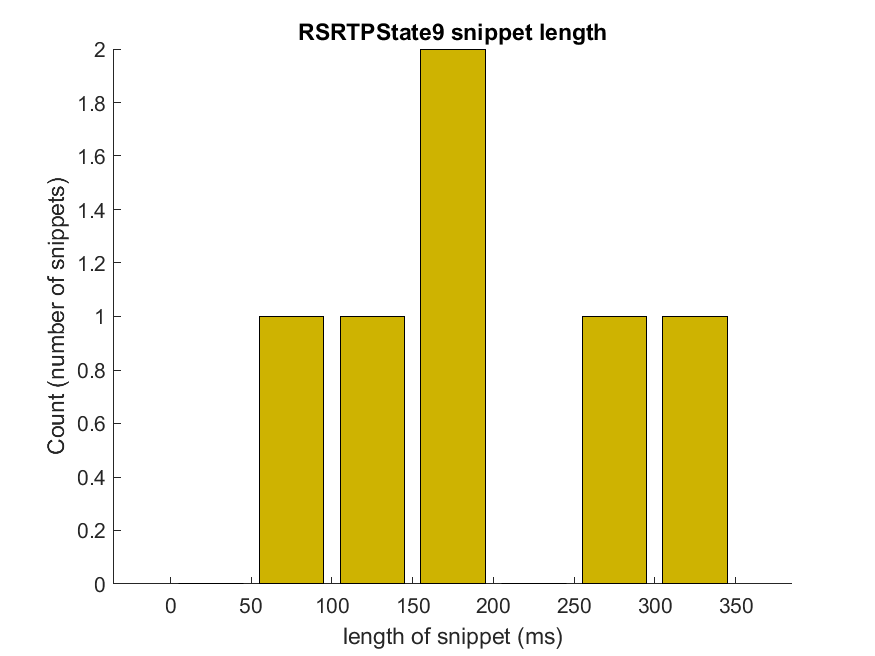 RSRTPState9 snippet length
2
1.8
1.6
1.4
1.2
1
0.8
0.6
0.4
0.2
0
Count (number of snippets)
0 50 100 150 200 250 300 350
length of snippet (ms)